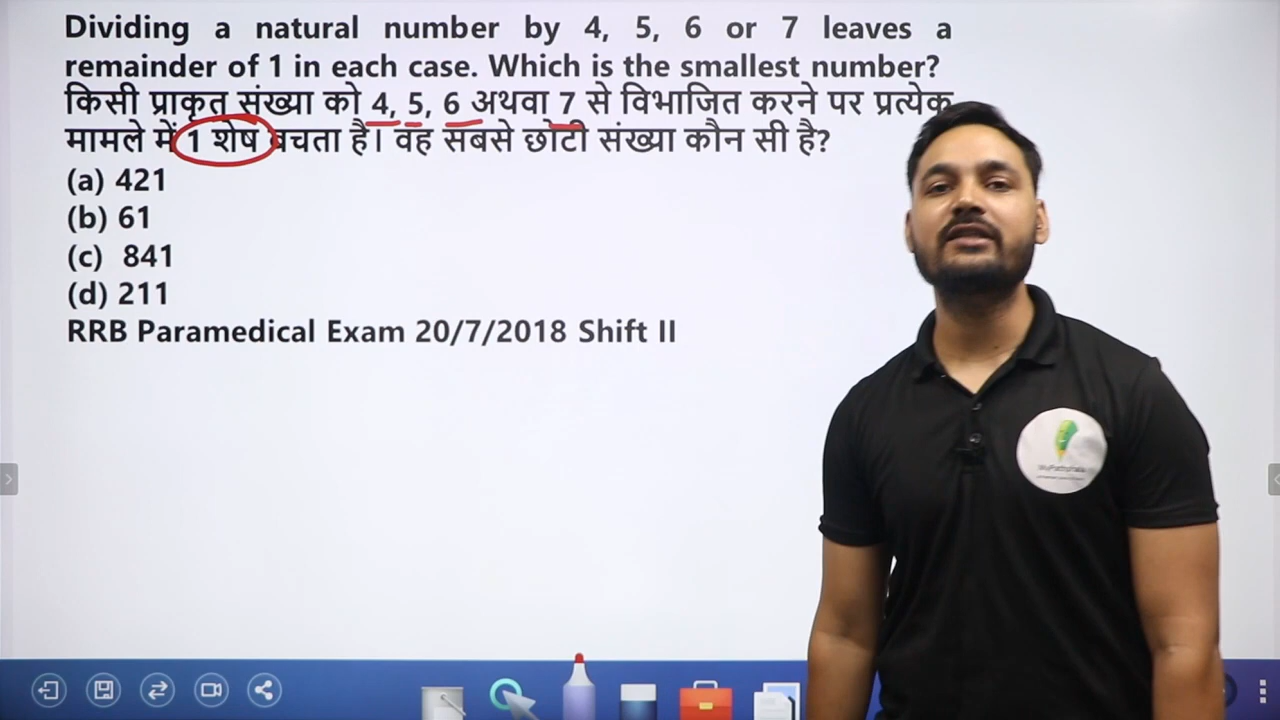 Dividing a natural number by 4, 5, 6 or 7 leaves a
remainder of 1 in each case. Which is the smallest number?
किसी प्राकृत संख्या को 4, 5, 6 अथवा 7 से विभाजित करने पर प्रत्येक
मामले में 1 शेष बचता है। वह सबसे छोटी संख्या कौन सी है?
(a) 421
(b) 61
(c) 841
(d) 211
RRB Paramedical Exam 20/7/2018 Shift II